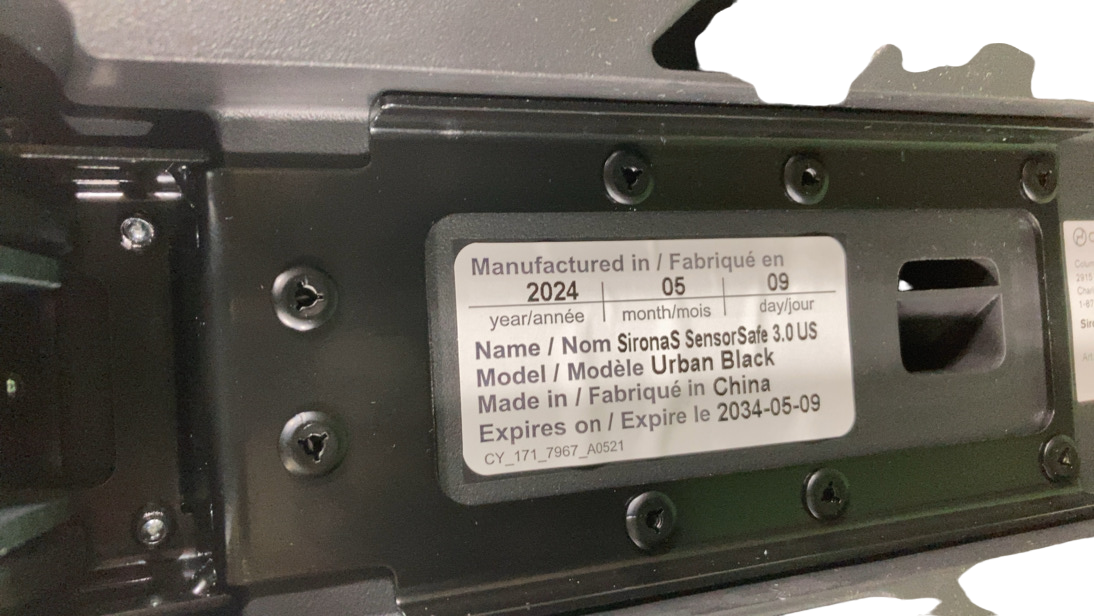 Manufactured in / Fabriqué en
2024 | 05 | 09
year/année | month/mois | day/jour
Name / Nom SironaS SensorSafe 3.0 US
Model / Modèle Urban Black
Made in / Fabriqué in China
Expires on / Expire le 2034-05-09
CY_171_7967_A0521